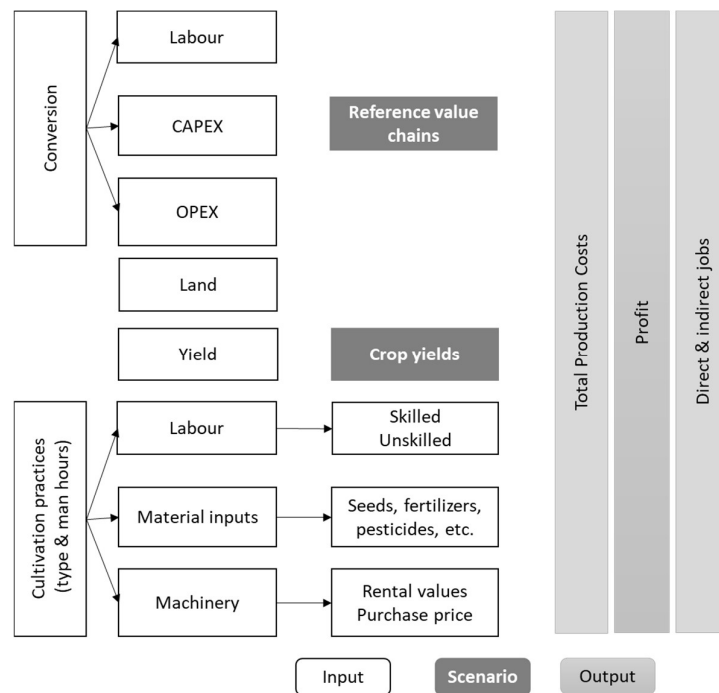 Conversion
Labour
CAPEX
OPEX
Reference value
chains
Land
Yield
Crop yields
Cultivation practices
(type & man hours)
Labour
Skilled
Unskilled
Material inputs
Seeds, fertilizers,
pesticides, etc.
Machinery
Rental values
Purchase price
Total Production Costs
Profit
Direct & indirect jobs
Input
Scenario
Output